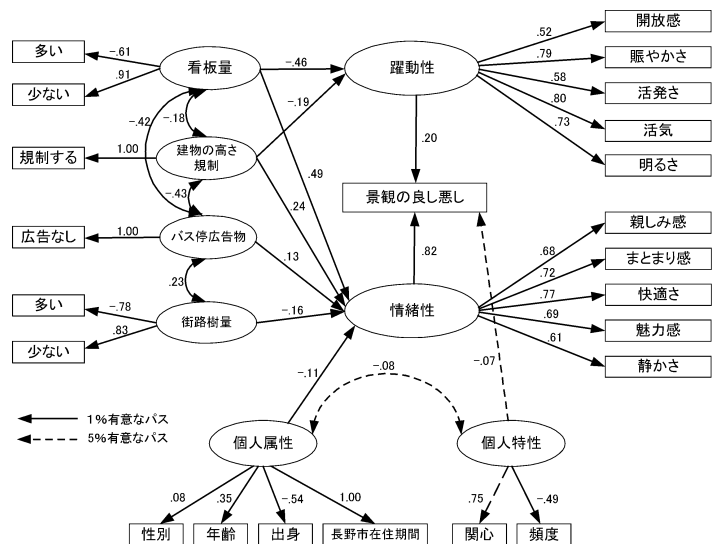 多い
少ない
-.61
.91
看板量
-.46
躍動性
.52
.79
.58
.80
.73
開放感
賑やかさ
活発さ
活気
明るさ
-.42
-.18
-.19
規制する
1.00
建物の高さ
規制
.49
.20
-.43
.24
景観の良し悪し
広告なし
1.00
バス停広告物
.13
.82
.23
多い
少ない
-.78
.83
街路樹量
-.16
情緒性
.68
.72
.77
.69
.61
親しみ感
まとまり感
快適さ
魅力感
静かさ
-.11
-.08
-.07
1%有意なパス
5%有意なパス
個人属性
個人特性
.08
.35
-.54
1.00
.75
-.49
性別
年齢
出身
長野市在住期間
関心
頻度